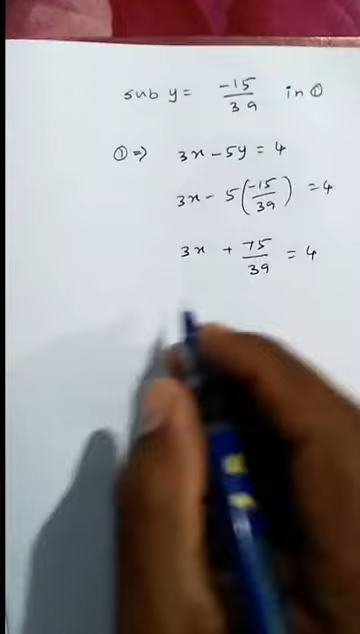 sub y = -15/39 in ①
① ⇒ 3x - 5y = 4
3x - 5(-15/39) = 4
3x + 75/39 = 4